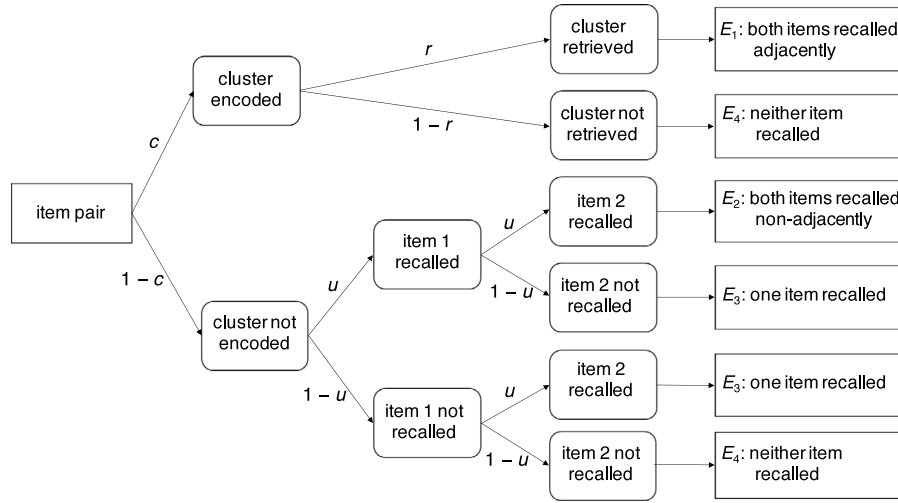 cluster
retrieved
E₁: both items recalled
adjacently
r
cluster
encoded
cluster not
retrieved
E₄: neither item
recalled
1 – r
c
item pair
item 2
recalled
E₂: both items recalled
non-adjacently
u
item 1
recalled
1 – c
u
1 – u
item 2 not
recalled
E₃: one item recalled
cluster not
encoded
item 2
recalled
E₃: one item recalled
1 – u
u
item 1 not
recalled
1 – u
item 2 not
recalled
E₄: neither item
recalled